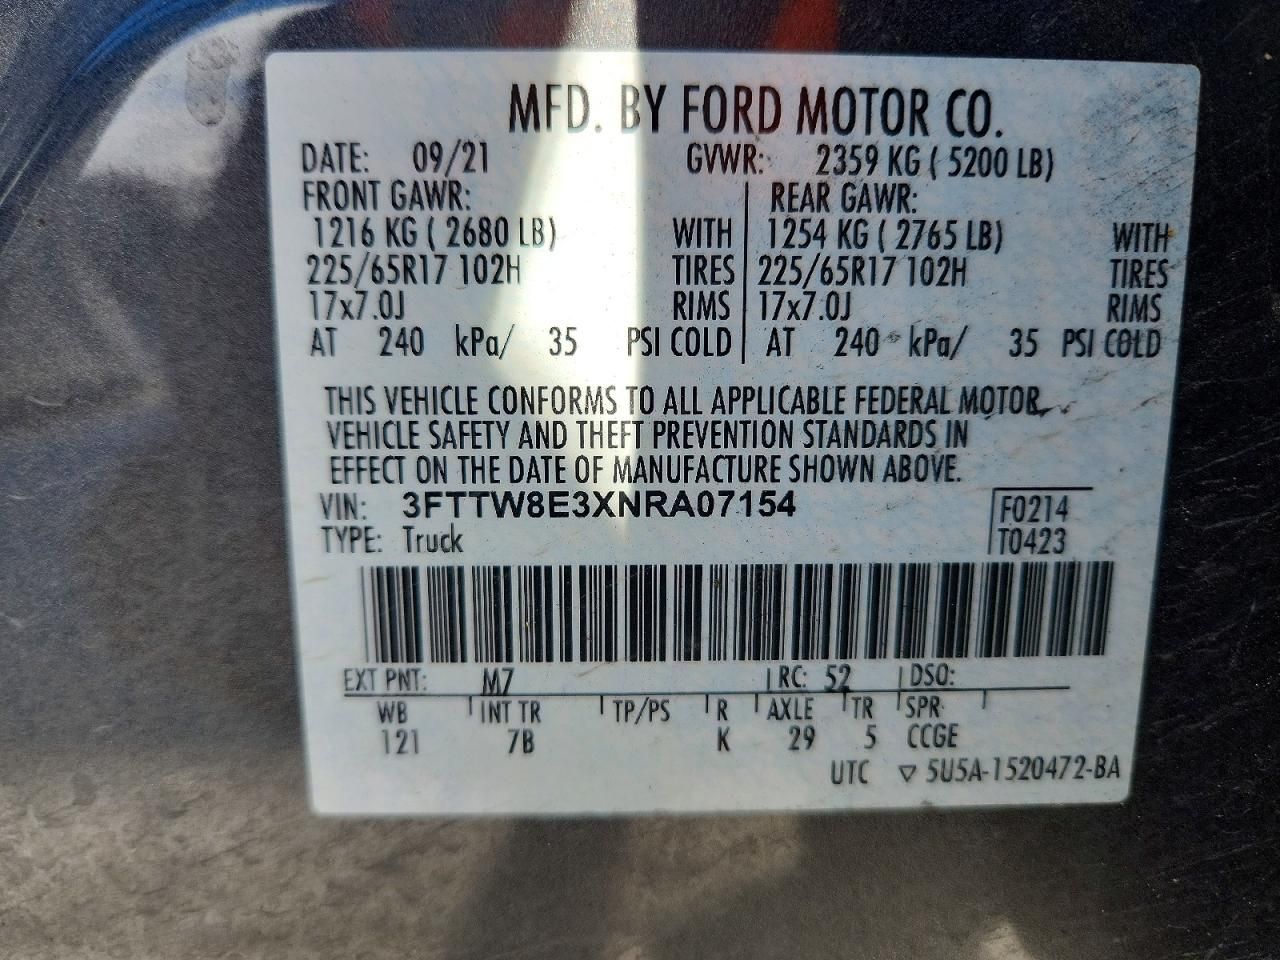 MFD. BY FORD MOTOR CO.
DATE: 09/21 GVWR: 2359 KG ( 5200 LB)
FRONT GAWR: REAR GAWR:
1216 KG ( 2680 LB) WITH 1254 KG ( 2765 LB) WITH
225/65R17 102H TIRES 225/65R17 102H TIRES
17x7.0J RIMS 17x7.0J RIMS
AT 240 kPa/ 35 PSI COLD AT 240 kPa/ 35 PSI COLD
THIS VEHICLE CONFORMS TO ALL APPLICABLE FEDERAL MOTOR
VEHICLE SAFETY AND THEFT PREVENTION STANDARDS IN
EFFECT ON THE DATE OF MANUFACTURE SHOWN ABOVE.
VIN: 3FTTW8E3XNRA07154 F0214
TYPE: Truck T0423
EXT PNT: M7 RC: 52 DSO:
WB INT TR TP/PS R AXLE TR SPR
121 7B K 29 5 CCGE
UTC ▽ 5U5A-1520472-BA